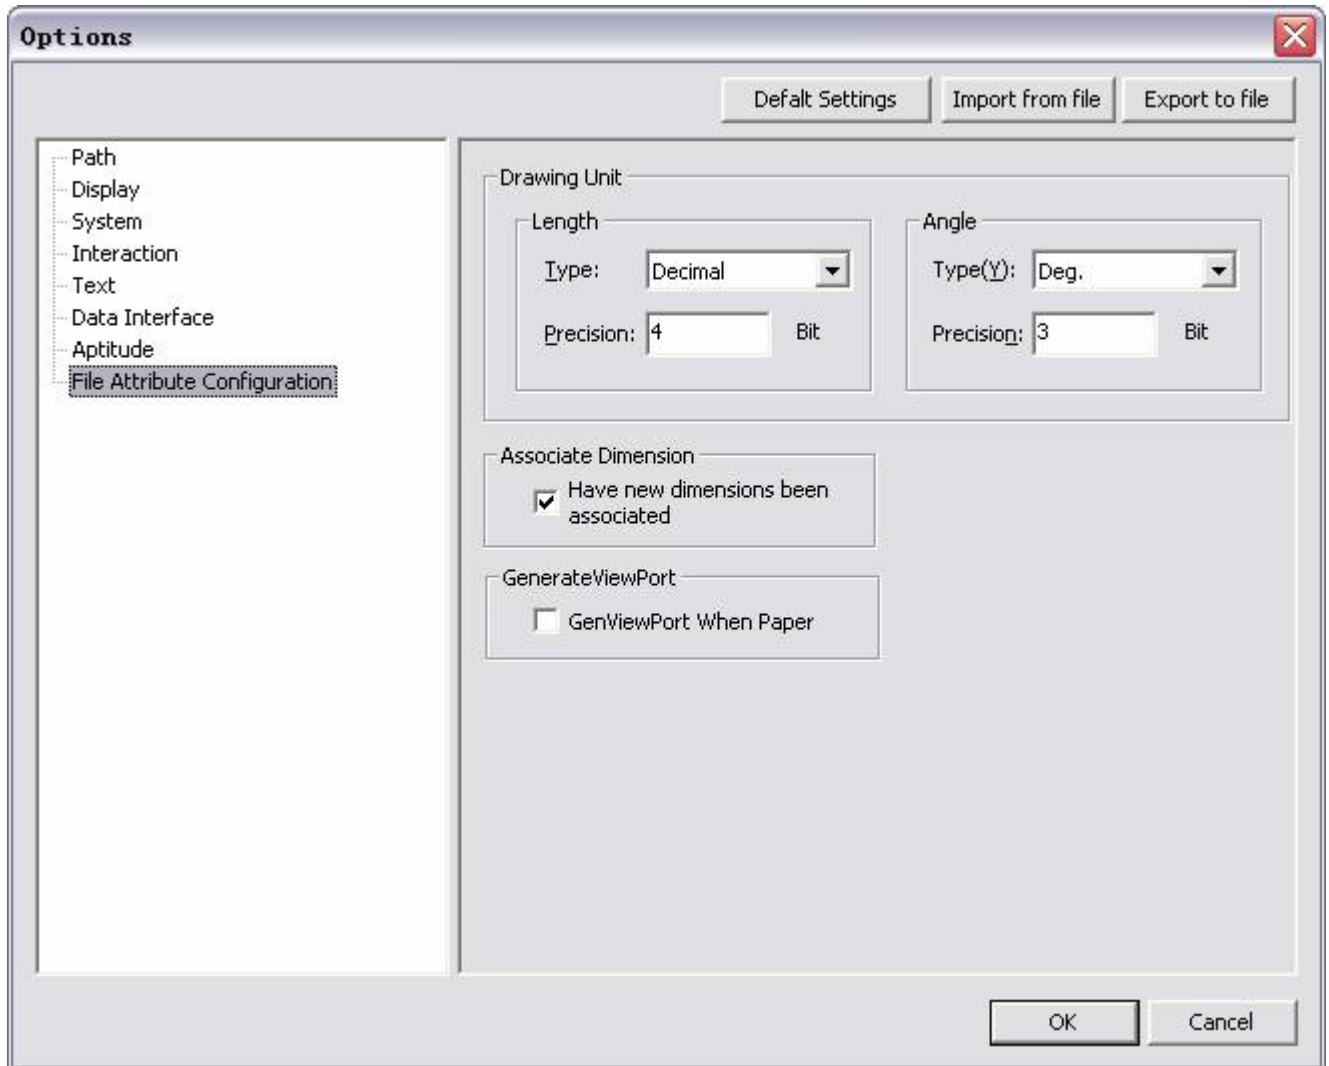 Options
Defalt Settings
Import from file
Export to file
Path
Display
System
Interaction
Text
Data Interface
Aptitude
File Attribute Configuration
Drawing Unit
Length
Type: Decimal
Precision: 4 Bit
Angle
Type(Y): Deg.
Precision: 3 Bit
Associate Dimension
Have new dimensions been
associated
GenerateViewPort
GenViewPort When Paper
OK
Cancel